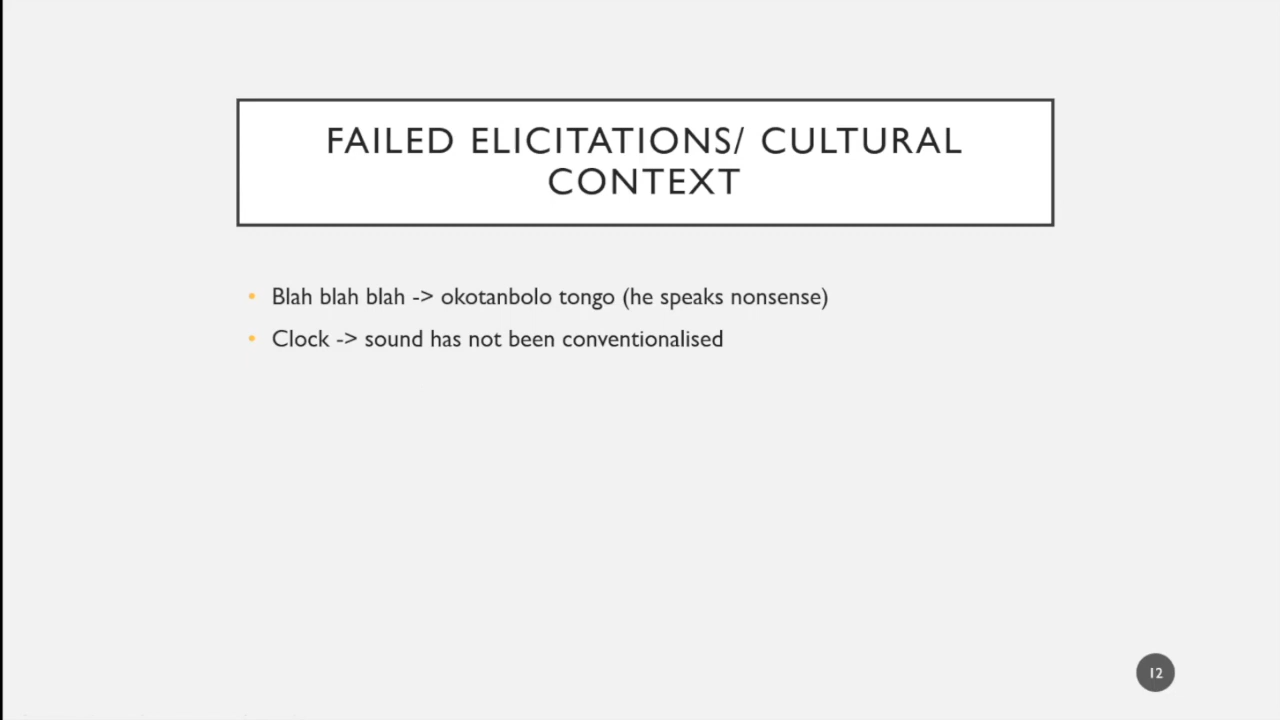 FAILED ELICITATIONS/ CULTURAL
CONTEXT
• Blah blah blah -> okotanbolo tongo (he speaks nonsense)
• Clock -> sound has not been conventionalised
12